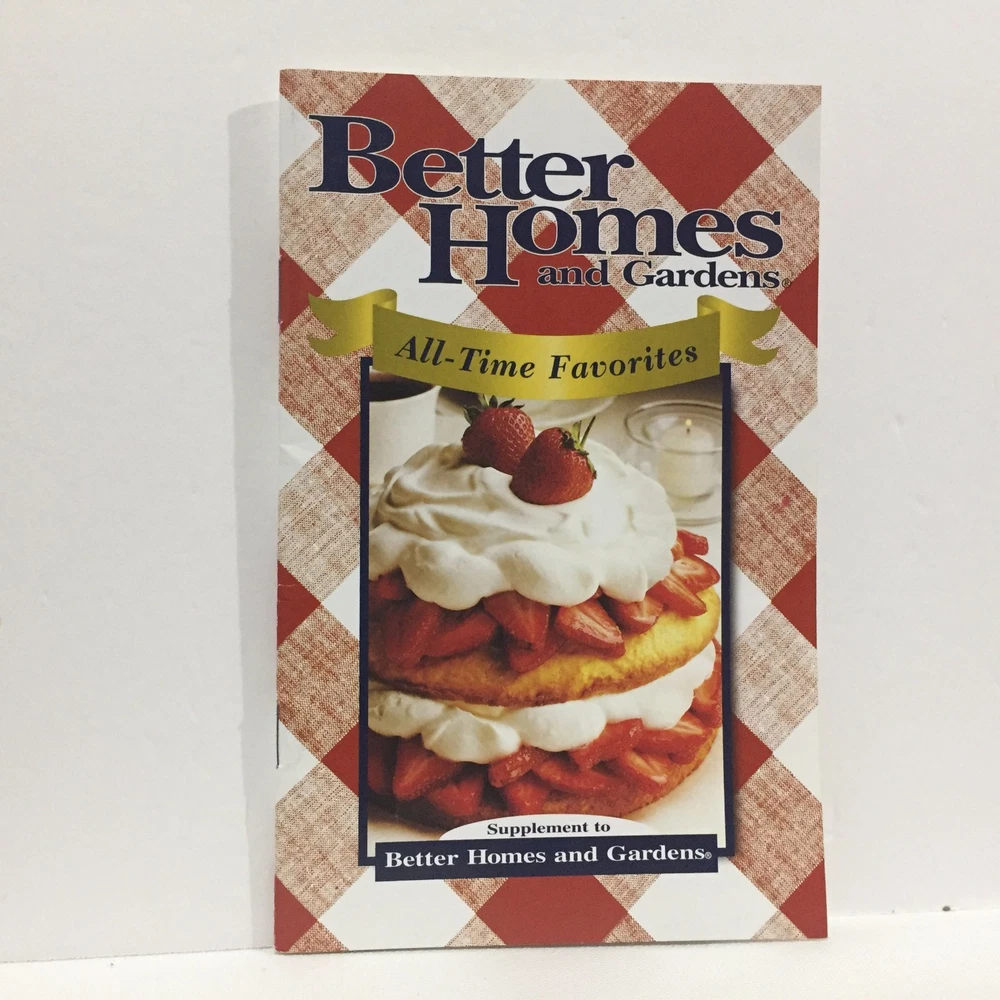 Better
Homes
and Gardens®
All-Time Favorites
Supplement to
Better Homes and Gardens®